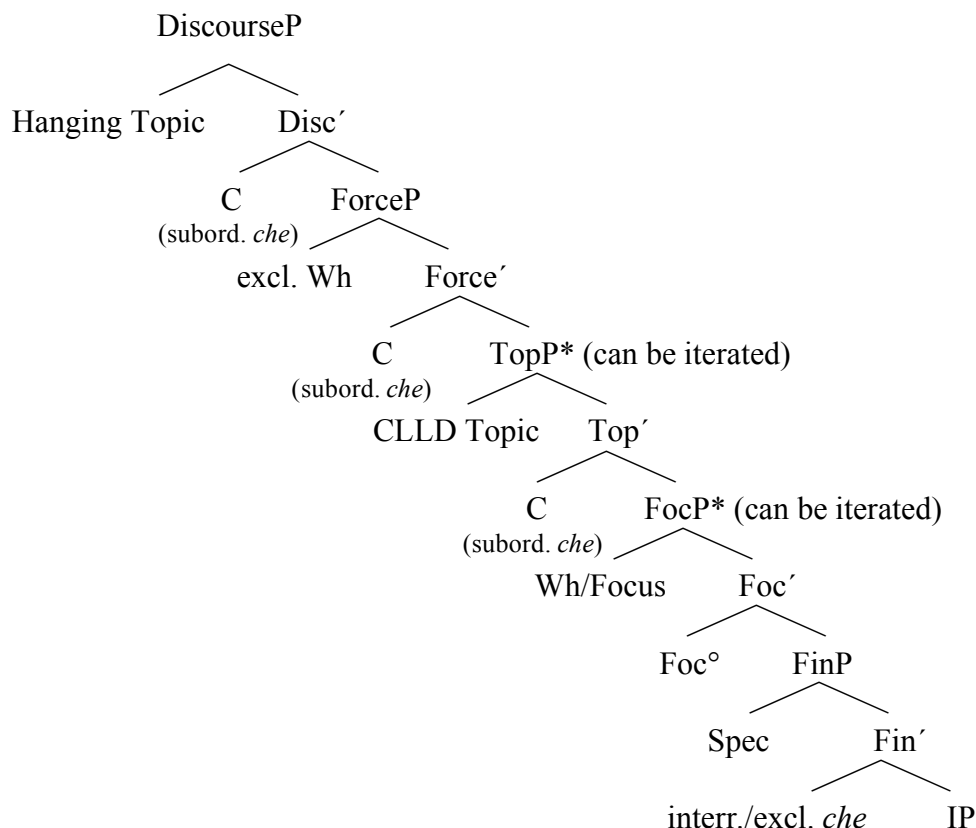 DiscourseP
Hanging Topic Disc´
C ForceP
(subord. che)
excl. Wh Force´
C TopP* (can be iterated)
(subord. che)
CLLD Topic Top´
C FocP* (can be iterated)
(subord. che)
Wh/Focus Foc´
Foc° FinP
Spec Fin´
interr./excl. che IP